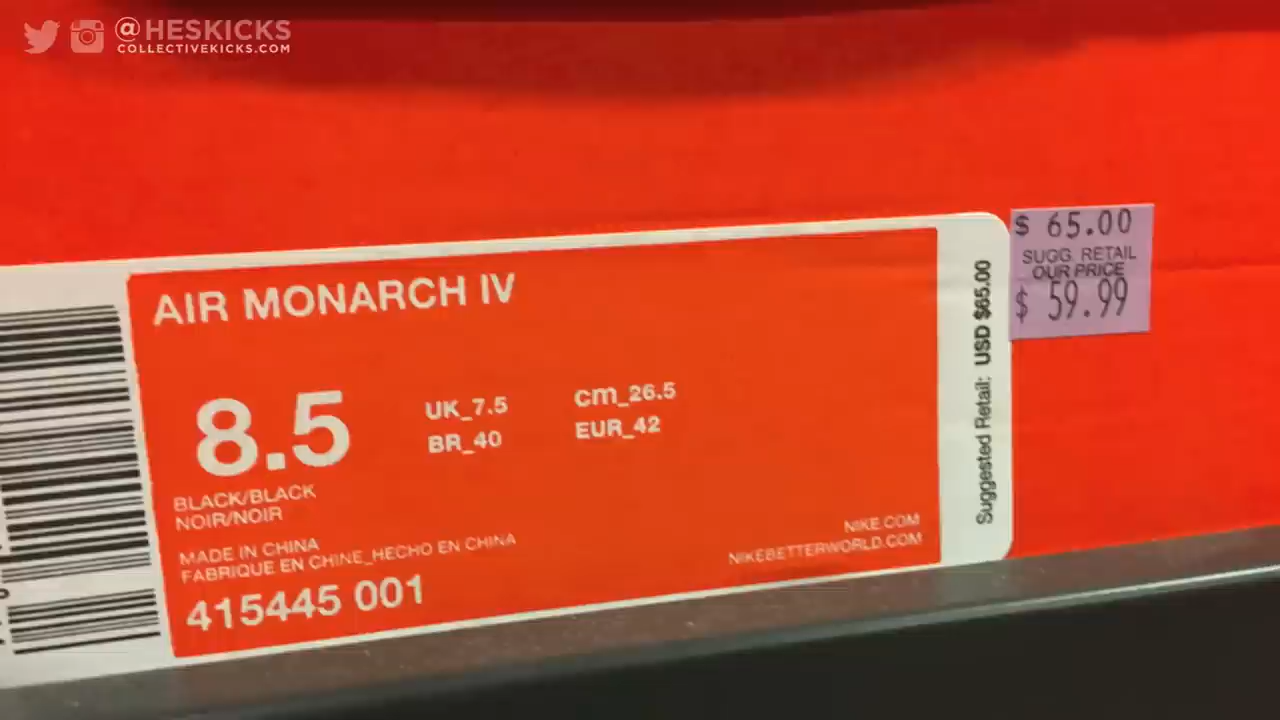 @HESKICKS
COLLECTIVEKICKS.COM
AIR MONARCH IV
8.5
UK_7.5
cm_26.5
BR_40
EUR_42
BLACK/BLACK
NOIR/NOIR
MADE IN CHINA
FABRIQUE EN CHINE_HECHO EN CHINA
415445 001
NIKE.COM
NIKEBETTERWORLD.COM
Suggested Retail: USD $65.00
$ 65.00
SUGG. RETAIL
OUR PRICE
$ 59.99